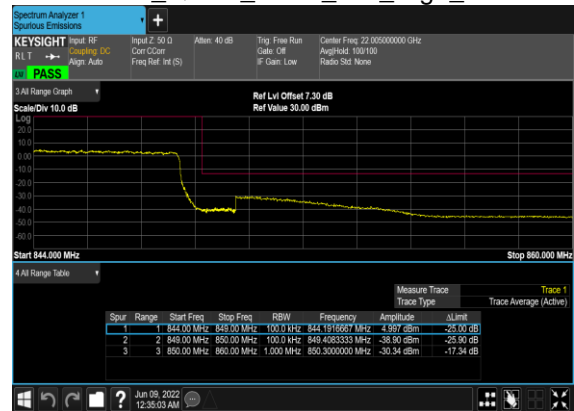 Spectrum Analyzer 1
Spurious Emissions
KEYSIGHT Input: RF Input Z: 50 Ω Atten: 40 dB Trig: Free Run Center Freq: 22.005000000 GHz
RLT Coupling: DC Corr CCorr Gate: Off Avg|Hold: 100/100
Align: Auto Freq Ref: Int (S) IF Gain: Low Radio Std: None
PASS
3 All Range Graph
Ref Lvl Offset 7.30 dB
Scale/Div 10.0 dB Ref Value 30.00 dBm
Log
20.0
10.0
0.00
-10.0
-20.0
-30.0
-40.0
-50.0
-60.0
Start 844.000 MHz Stop 860.000 MHz
4 All Range Table
Measure Trace Trace 1
Trace Type Trace Average (Active)
Spur Range Start Freq Stop Freq RBW Frequency Amplitude ΔLimit
1 1 844.00 MHz 849.00 MHz 100.0 kHz 844.1916667 MHz 4.997 dBm -25.00 dB
2 2 849.00 MHz 850.00 MHz 100.0 kHz 849.4083333 MHz -38.90 dBm -25.90 dB
3 3 850.00 MHz 860.00 MHz 1.000 MHz 850.3000000 MHz -30.34 dBm -17.34 dB
Jun 09, 2022
12:35:03 AM